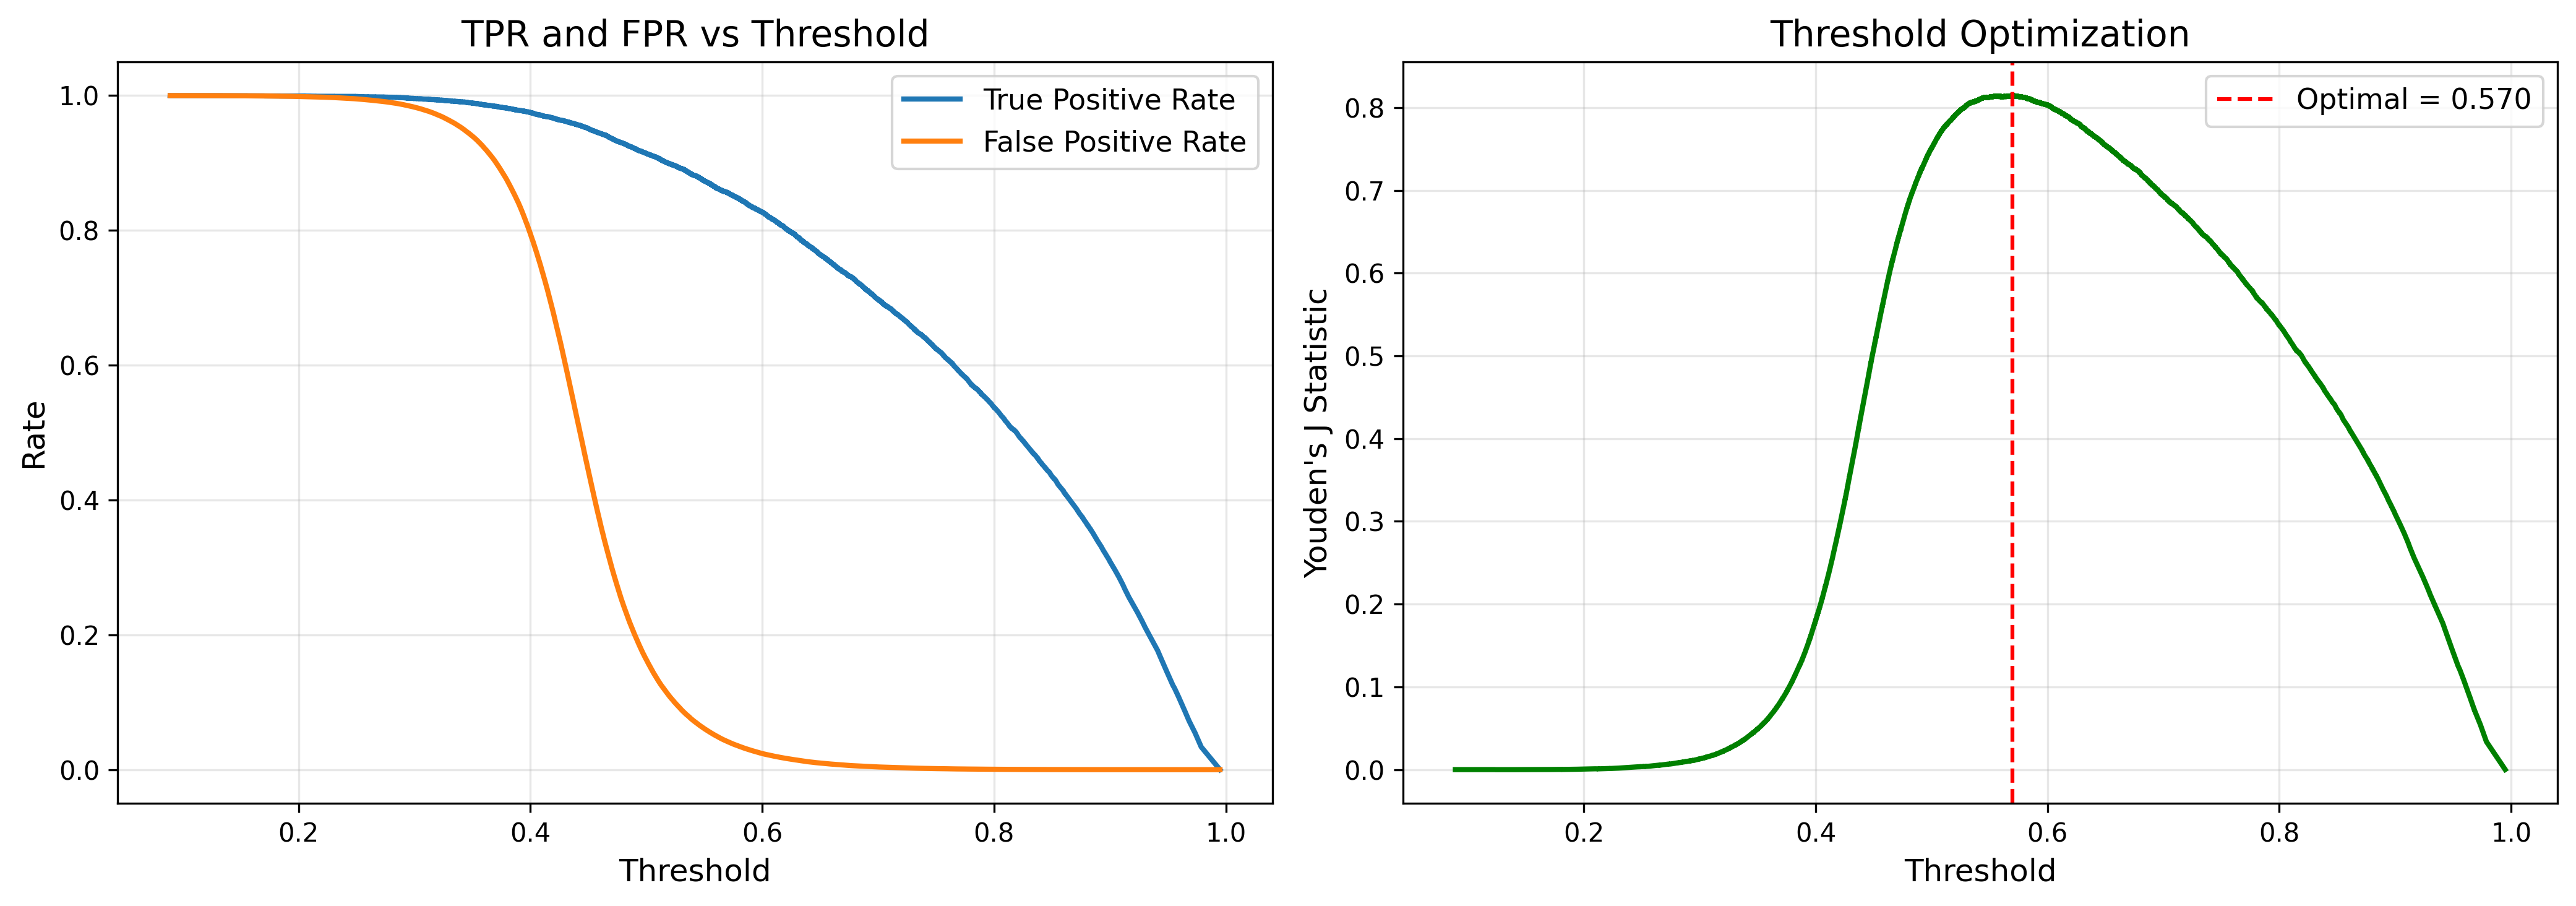 TPR and FPR vs Threshold
True Positive Rate
False Positive Rate
Rate
1.0
0.8
0.6
0.4
0.2
0.0
0.2
0.4
0.6
0.8
1.0
Threshold
Threshold Optimization
Optimal = 0.570
Youden's J Statistic
0.8
0.7
0.6
0.5
0.4
0.3
0.2
0.1
0.0
0.2
0.4
0.6
0.8
1.0
Threshold